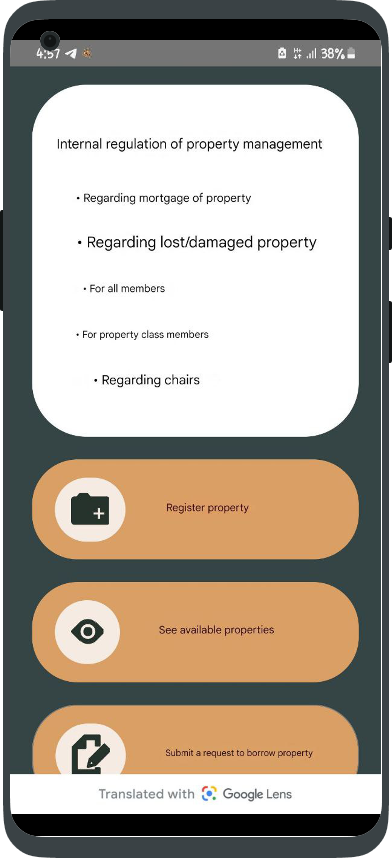 4:57
38%
Internal regulation of property management
• Regarding mortgage of property
• Regarding lost/damaged property
• For all members
• For property class members
• Regarding chairs
Register property
See available properties
Submit a request to borrow property
Translated with Google Lens